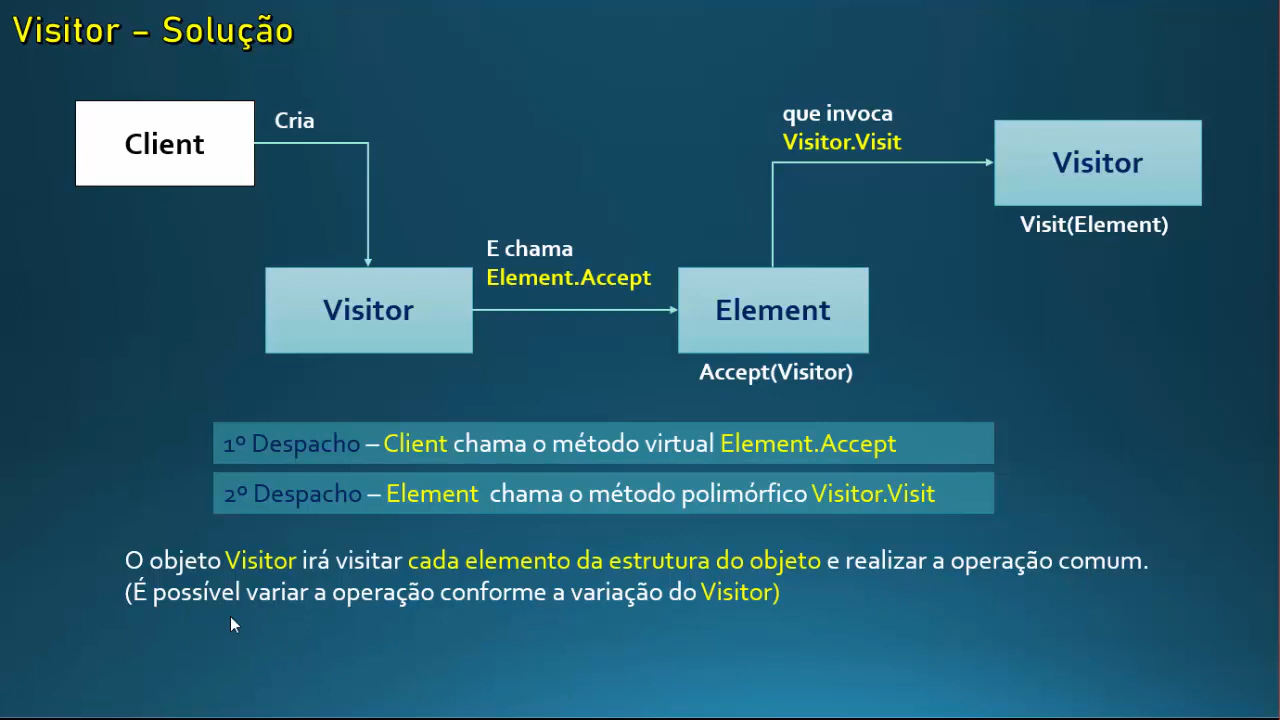 Visitor – Solução
Client
Cria
que invoca
Visitor.Visit
Visitor
Visit(Element)
E chama
Element.Accept
Visitor
Element
Accept(Visitor)
1º Despacho – Client chama o método virtual Element.Accept
2º Despacho – Element chama o método polimórfico Visitor.Visit
O objeto Visitor irá visitar cada elemento da estrutura do objeto e realizar a operação comum.
(É possível variar a operação conforme a variação do Visitor)